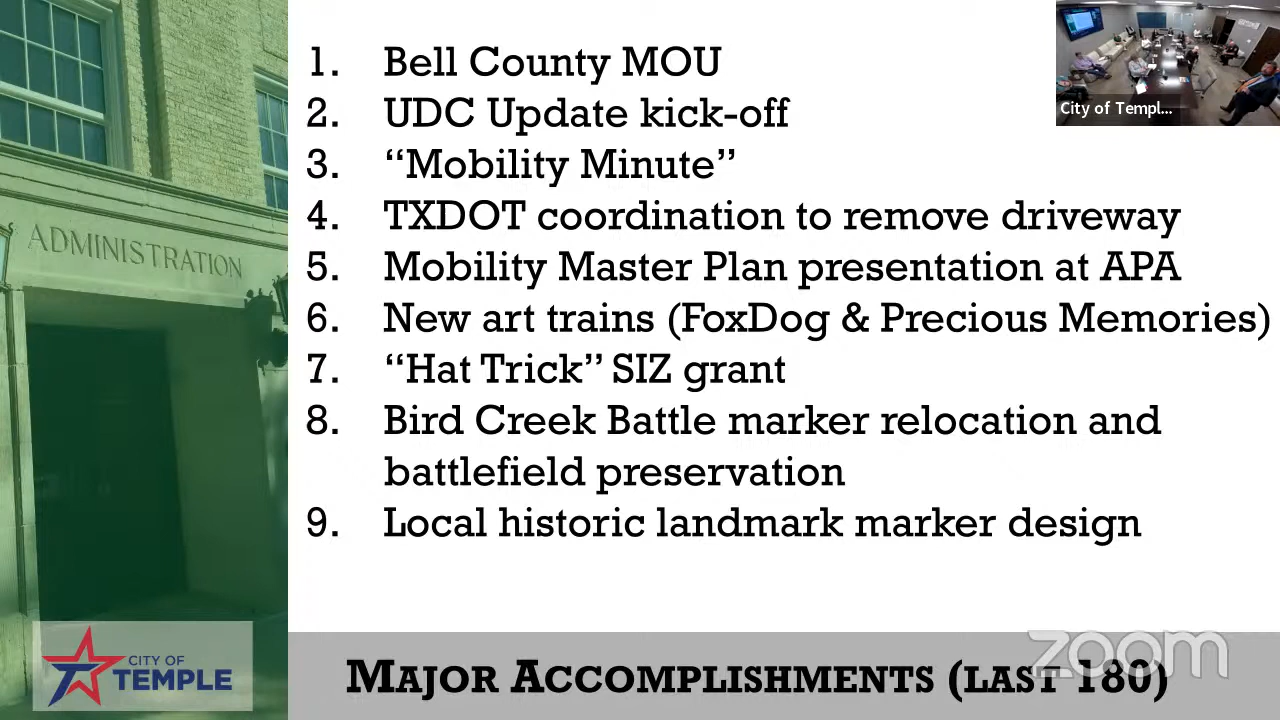 1. Bell County MOU
2. UDC Update kick-off
3. “Mobility Minute”
4. TXDOT coordination to remove driveway
5. Mobility Master Plan presentation at APA
6. New art trains (FoxDog & Precious Memories)
7. “Hat Trick” SIZ grant
8. Bird Creek Battle marker relocation and
battlefield preservation
9. Local historic landmark marker design
City of Templ...
ADMINISTRATION
CITY OF
TEMPLE
MAJOR ACCOMPLISHMENTS (LAST 180)
zoom